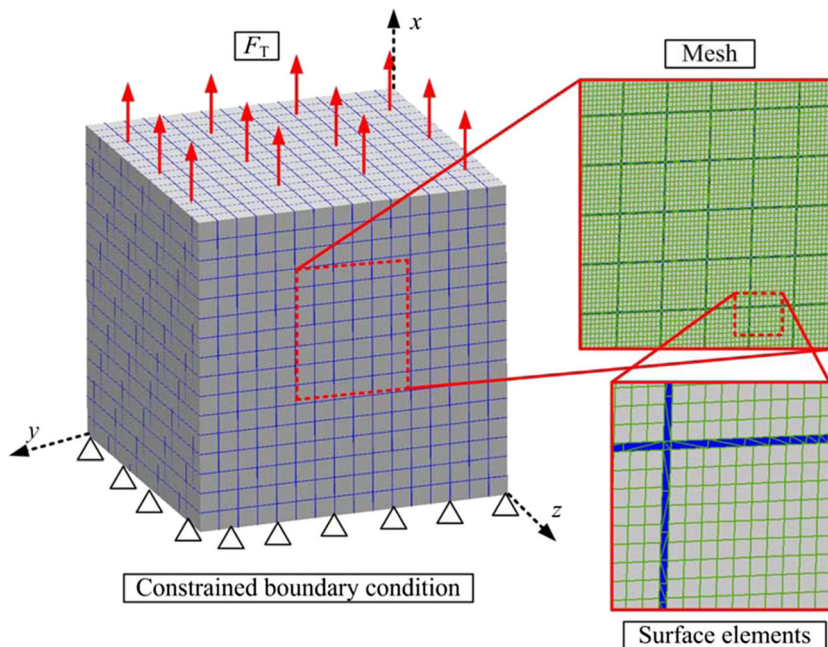 x
F_T
Mesh
y
z
Constrained boundary condition
Surface elements